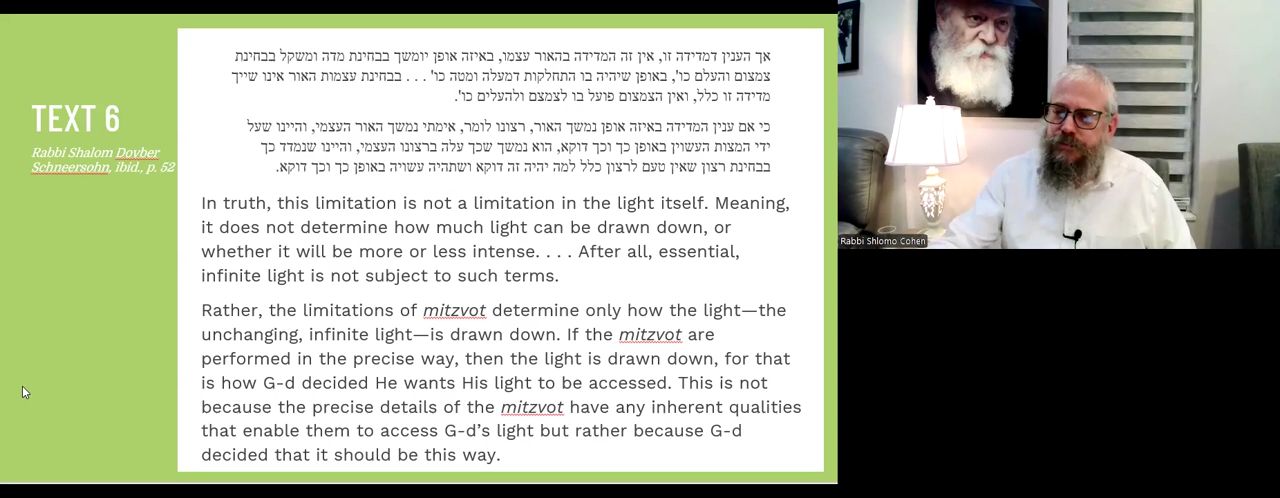 TEXT 6
Rabbi Shalom Dovber
Schneersohn, ibid., p. 52
אך הענין דמדידה זו, אין זה המדידה בהאור עצמו, באיזה אופן יומשך בבחינת מדה ומשקל בבחינת
צמצום והעלם כו', באופן שיהיה בו התחלקות דמעלה ומטה כו' . . . בבחינת עצמות האור אינו שייך
מדידה זו כלל, ואין הצמצום פועל בו לצמצם ולהעלים כו'.
כי אם ענין המדידה באיזה אופן נמשך האור, רצונו לומר, אימתי נמשך האור העצמי, והיינו שעל
ידי המצות העשוין באופן כך וכך דוקא, הוא נמשך שכך עלה ברצונו העצמי, והיינו שנמדד כך
בבחינת רצון שאין טעם לרצון כלל למה יהיה זה דוקא ושתהיה עשויה באופן כך וכך דוקא.
In truth, this limitation is not a limitation in the light itself. Meaning,
it does not determine how much light can be drawn down, or
whether it will be more or less intense. . . . After all, essential,
infinite light is not subject to such terms.
Rather, the limitations of mitzvot determine only how the light—the
unchanging, infinite light—is drawn down. If the mitzvot are
performed in the precise way, then the light is drawn down, for that
is how G-d decided He wants His light to be accessed. This is not
because the precise details of the mitzvot have any inherent qualities
that enable them to access G-d’s light but rather because G-d
decided that it should be this way.
Rabbi Shlomo Cohen